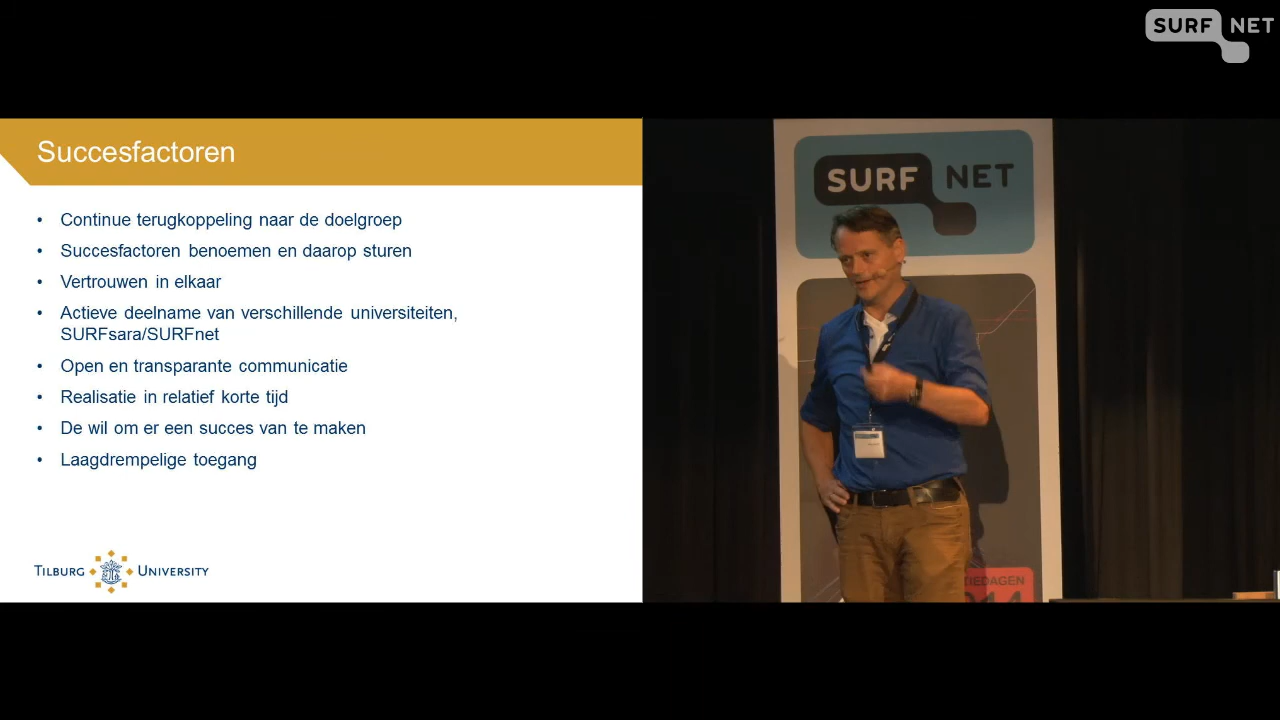 SURF NET
Succesfactoren
• Continue terugkoppeling naar de doelgroep
• Succesfactoren benoemen en daarop sturen
• Vertrouwen in elkaar
• Actieve deelname van verschillende universiteiten,
SURFsara/SURFnet
• Open en transparante communicatie
• Realisatie in relatief korte tijd
• De wil om er een succes van te maken
• Laagdrempelige toegang
TILBURG UNIVERSITY
SURF NET